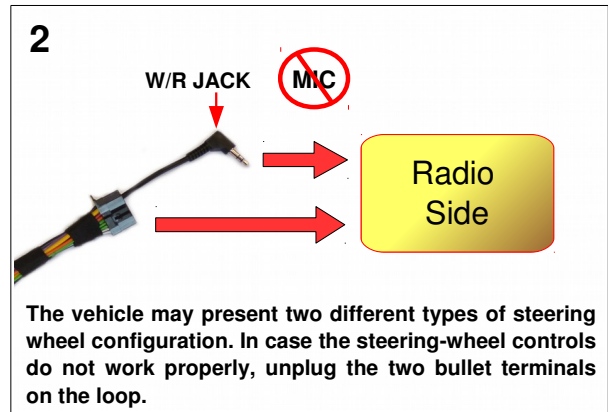 2
W/R JACK
MIC
Radio
Side
The vehicle may present two different types of steering
wheel configuration. In case the steering-wheel controls
do not work properly, unplug the two bullet terminals
on the loop.